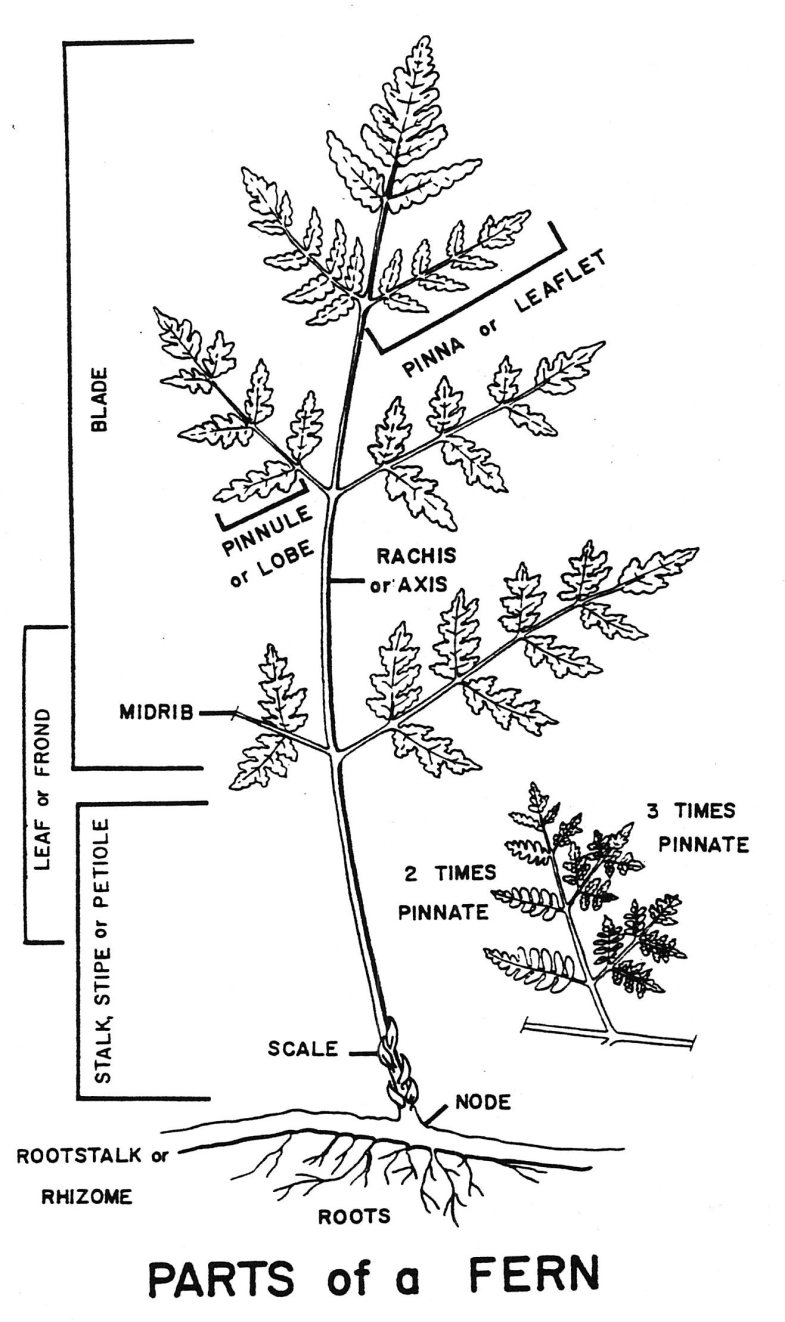 PINNA or LEAFLET
BLADE
PINNULE
or LOBE
RACHIS
or AXIS
MIDRIB
LEAF or FROND
STALK, STIPE or PETIOLE
3 TIMES
PINNATE
2 TIMES
PINNATE
SCALE
NODE
ROOTSTALK or
RHIZOME
ROOTS
PARTS of a FERN